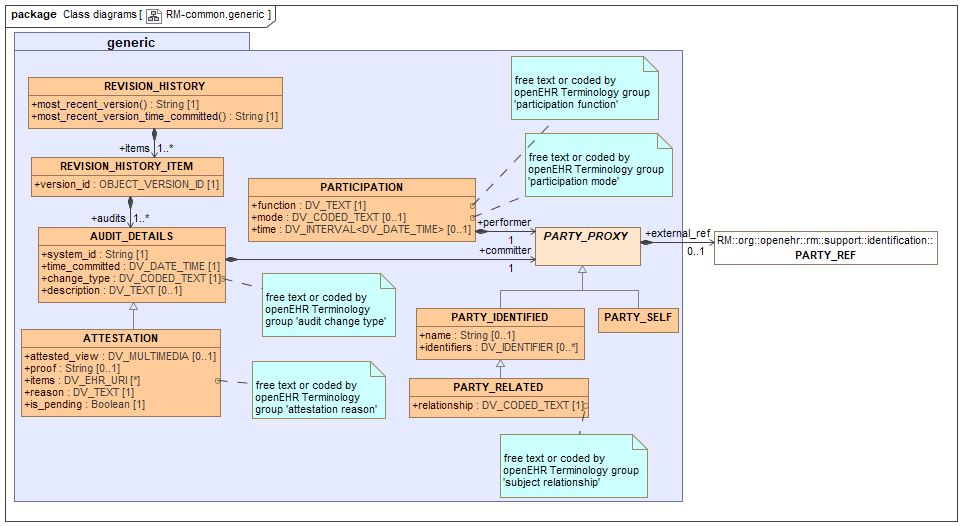 package Class diagrams [ RM-common.generic ]
generic
REVISION_HISTORY
+most_recent_version() : String [1]
+most_recent_version_time_committed() : String [1]
+items 1..*
REVISION_HISTORY_ITEM
+version_id : OBJECT_VERSION_ID [1]
+audits 1..*
AUDIT_DETAILS
+system_id : String [1]
+time_committed : DV_DATE_TIME [1]
+change_type : DV_CODED_TEXT [1]
+description : DV_TEXT [0..1]
ATTESTATION
+attested_view : DV_MULTIMEDIA [0..1]
+proof : String [0..1]
+items : DV_EHR_URI [*]
+reason : DV_TEXT [1]
+is_pending : Boolean [1]
free text or coded by
openEHR Terminology
group 'audit change type'
free text or coded by
openEHR Terminology
group 'attestation reason'
free text or coded by
openEHR Terminology group
'participation function'
free text or coded by
openEHR Terminology group
'participation mode'
PARTICIPATION
+function : DV_TEXT [1]
+mode : DV_CODED_TEXT [0..1]
+time : DV_INTERVAL<DV_DATE_TIME> [0..1]
+performer
1
+committer
1
PARTY_PROXY
+external_ref
0..1
RM::org::openehr::rm::support::identification::
PARTY_REF
PARTY_IDENTIFIED
+name : String [0..1]
+identifiers : DV_IDENTIFIER [0..*]
PARTY_SELF
PARTY_RELATED
+relationship : DV_CODED_TEXT [1]
free text or coded by
openEHR Terminology group
'subject relationship'